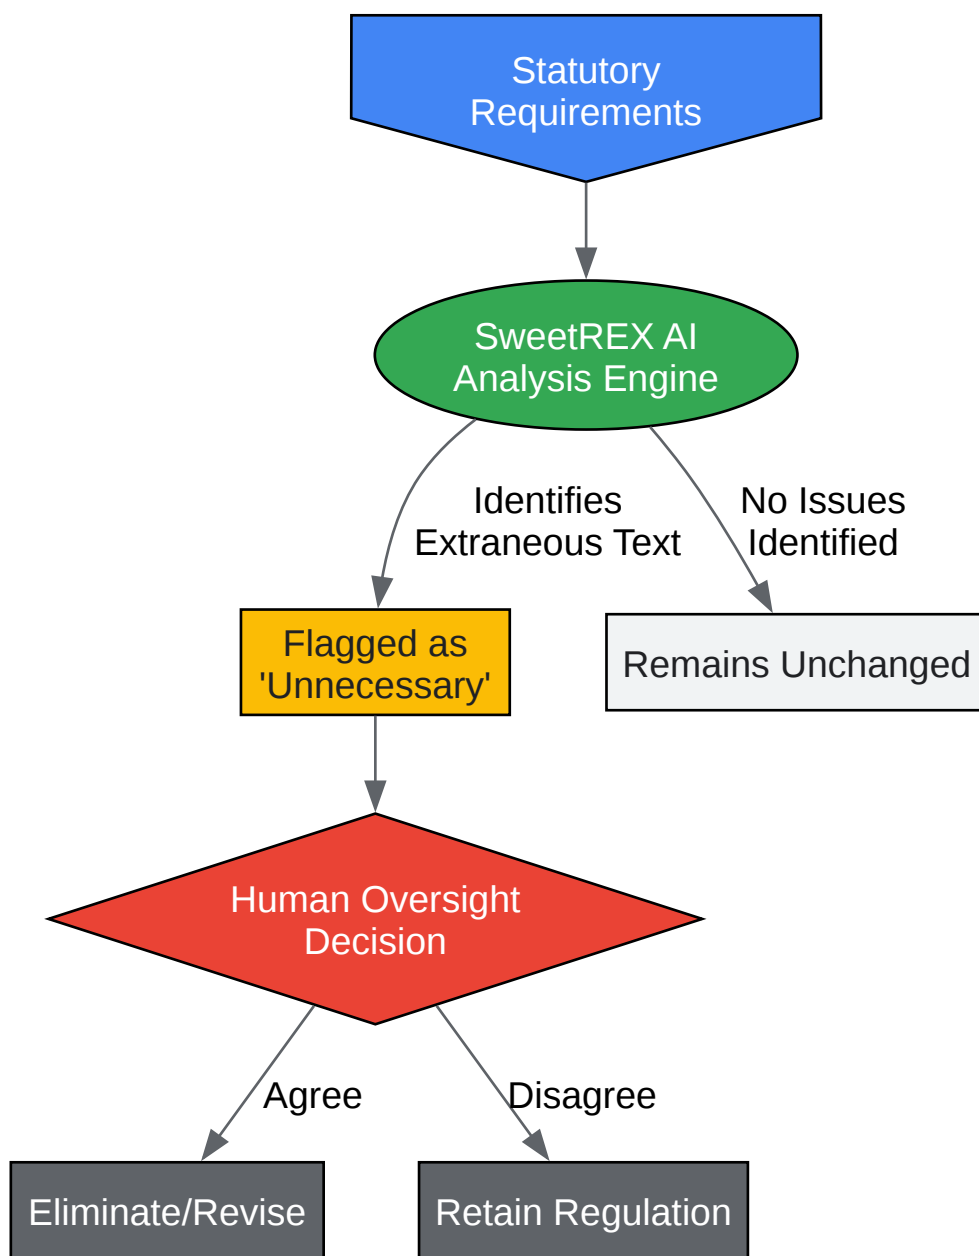 Statutory
Requirements
SweetREX AI
Analysis Engine
Identifies
Extraneous Text
No Issues
Identified
Flagged as
'Unnecessary'
Remains Unchanged
Human Oversight
Decision
Agree
Disagree
Eliminate/Revise
Retain Regulation